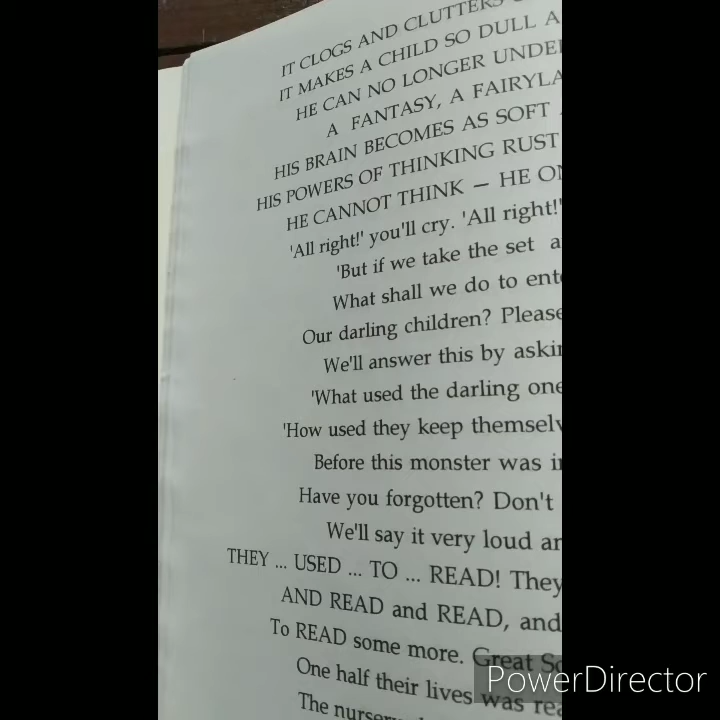 IT CLOGS AND CLUTTERS
IT MAKES A CHILD SO DULL A
HE CAN NO LONGER UNDE
A FANTASY, A FAIRYLA
HIS BRAIN BECOMES AS SOFT
HIS POWERS OF THINKING RUST
HE CANNOT THINK — HE O
'All right!' you'll cry. 'All right!'
'But if we take the set a
What shall we do to ent
Our darling children? Please
We'll answer this by aski
'What used the darling one
'How used they keep themsel
Before this monster was i
Have you forgotten? Don't
We'll say it very loud a
THEY ... USED ... TO ... READ! They
AND READ and READ, and
To READ some more. Great S
One half their lives was rea
The nursery
PowerDirector